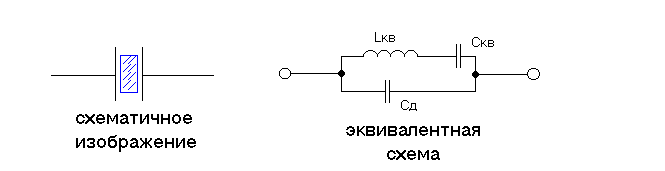 схематичное
изображение
Lкв
Cкв
Cд
эквивалентная
схема